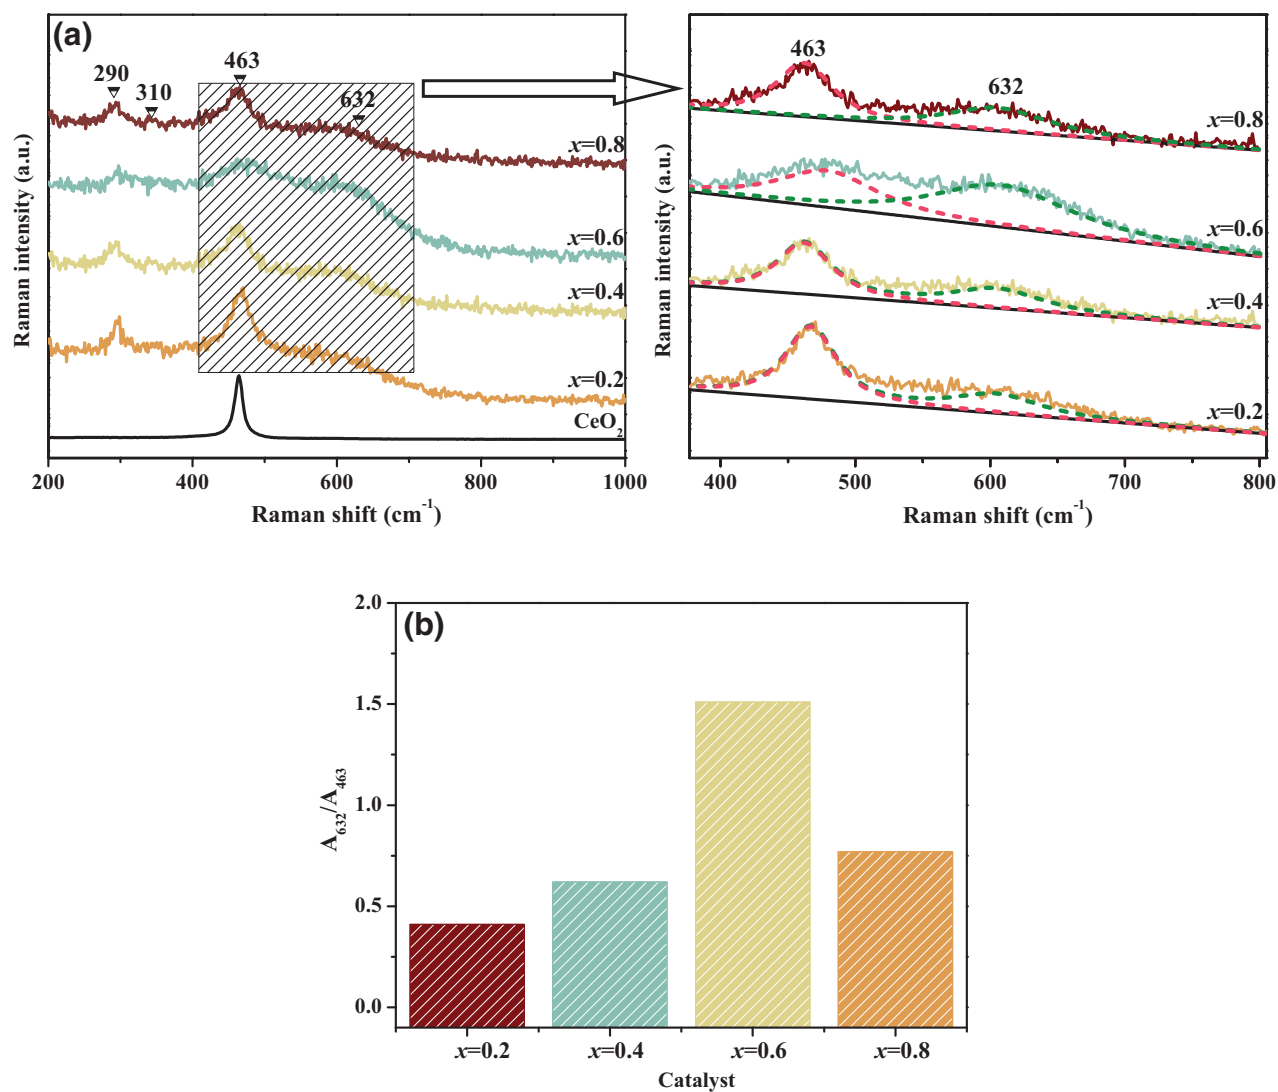 (a)
290
310
463
632
x=0.8
x=0.6
x=0.4
x=0.2
CeO2
Raman intensity (a.u.)
200 400 600 800 1000
Raman shift (cm-1)
463
632
x=0.8
x=0.6
x=0.4
x=0.2
Raman intensity (a.u.)
400 500 600 700 800
Raman shift (cm-1)
(b)
2.0
1.5
1.0
0.5
0.0
A632/A463
x=0.2 x=0.4 x=0.6 x=0.8
Catalyst